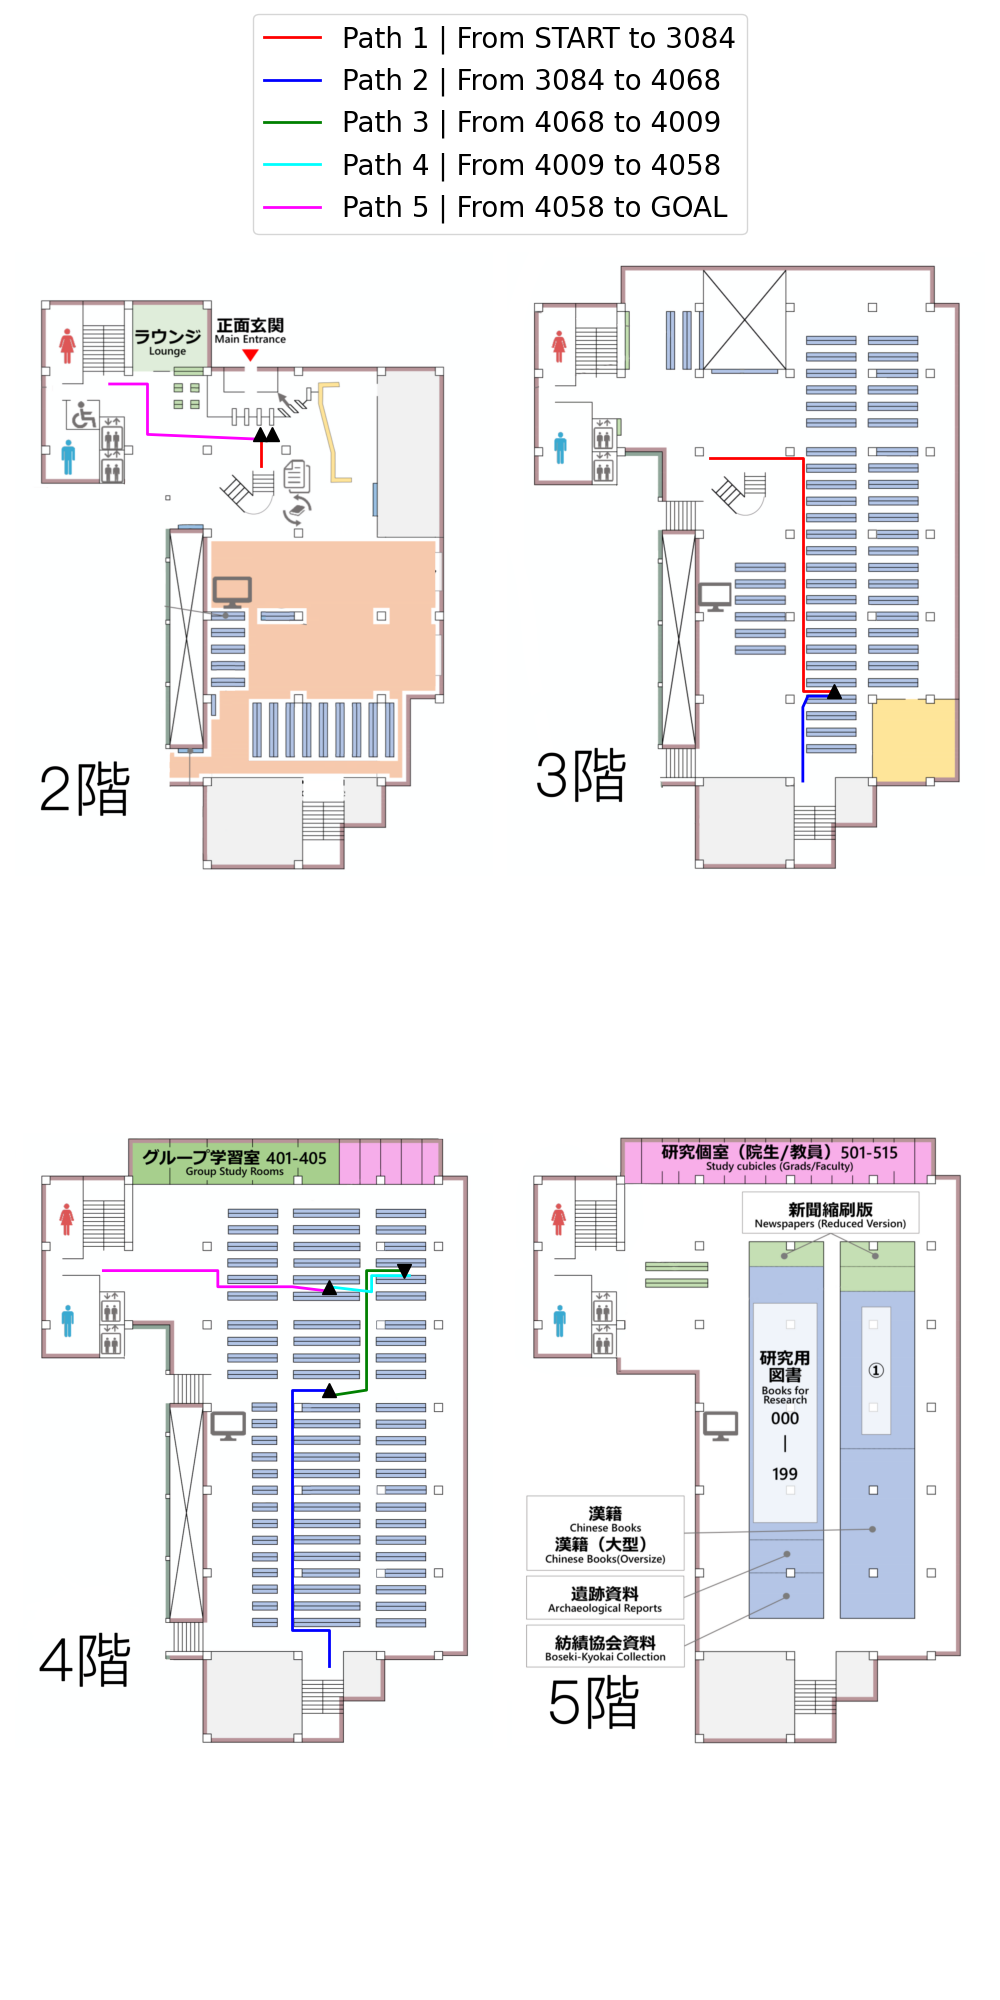 Path 1 | From START to 3084
Path 2 | From 3084 to 4068
Path 3 | From 4068 to 4009
Path 4 | From 4009 to 4058
Path 5 | From 4058 to GOAL
ラウンジ
Lounge
正面玄関
Main Entrance
2階
3階
グループ学習室 401-405
Group Study Rooms
4階
研究個室（院生/教員）501-515
Study cubicles (Grads/Faculty)
新聞縮刷版
Newspapers (Reduced Version)
研究用
図書
Books for
Research
000
|
199
①
漢籍
Chinese Books
漢籍（大型）
Chinese Books(Oversize)
遺跡資料
Archaeological Reports
紡績協会資料
Boseki-Kyokai Collection
5階